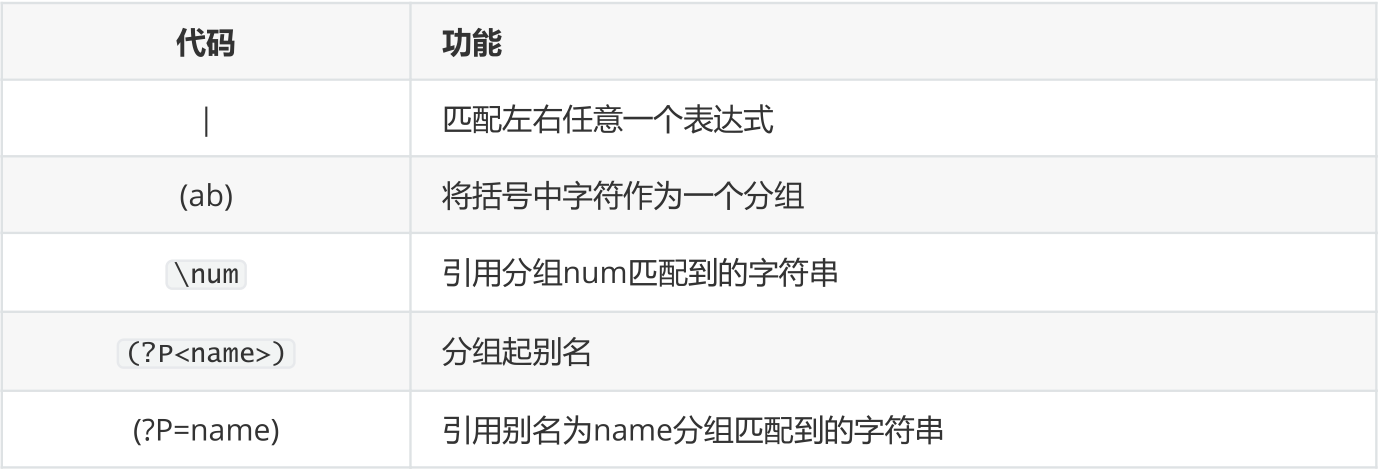 代码 功能
| 匹配左右任意一个表达式
(ab) 将括号中字符作为一个分组
\num 引用分组num匹配到的字符串
(?P<name>) 分组起别名
(?P=name) 引用别名为name分组匹配到的字符串